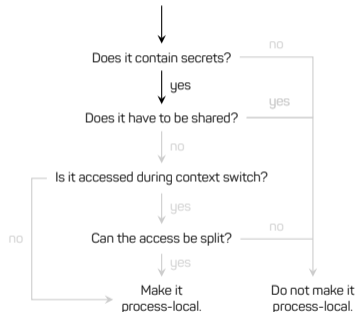 Does it contain secrets?
no
yes
Does it have to be shared?
yes
no
Is it accessed during context switch?
yes
no
Can the access be split?
no
yes
Make it
process-local.
Do not make it
process-local.